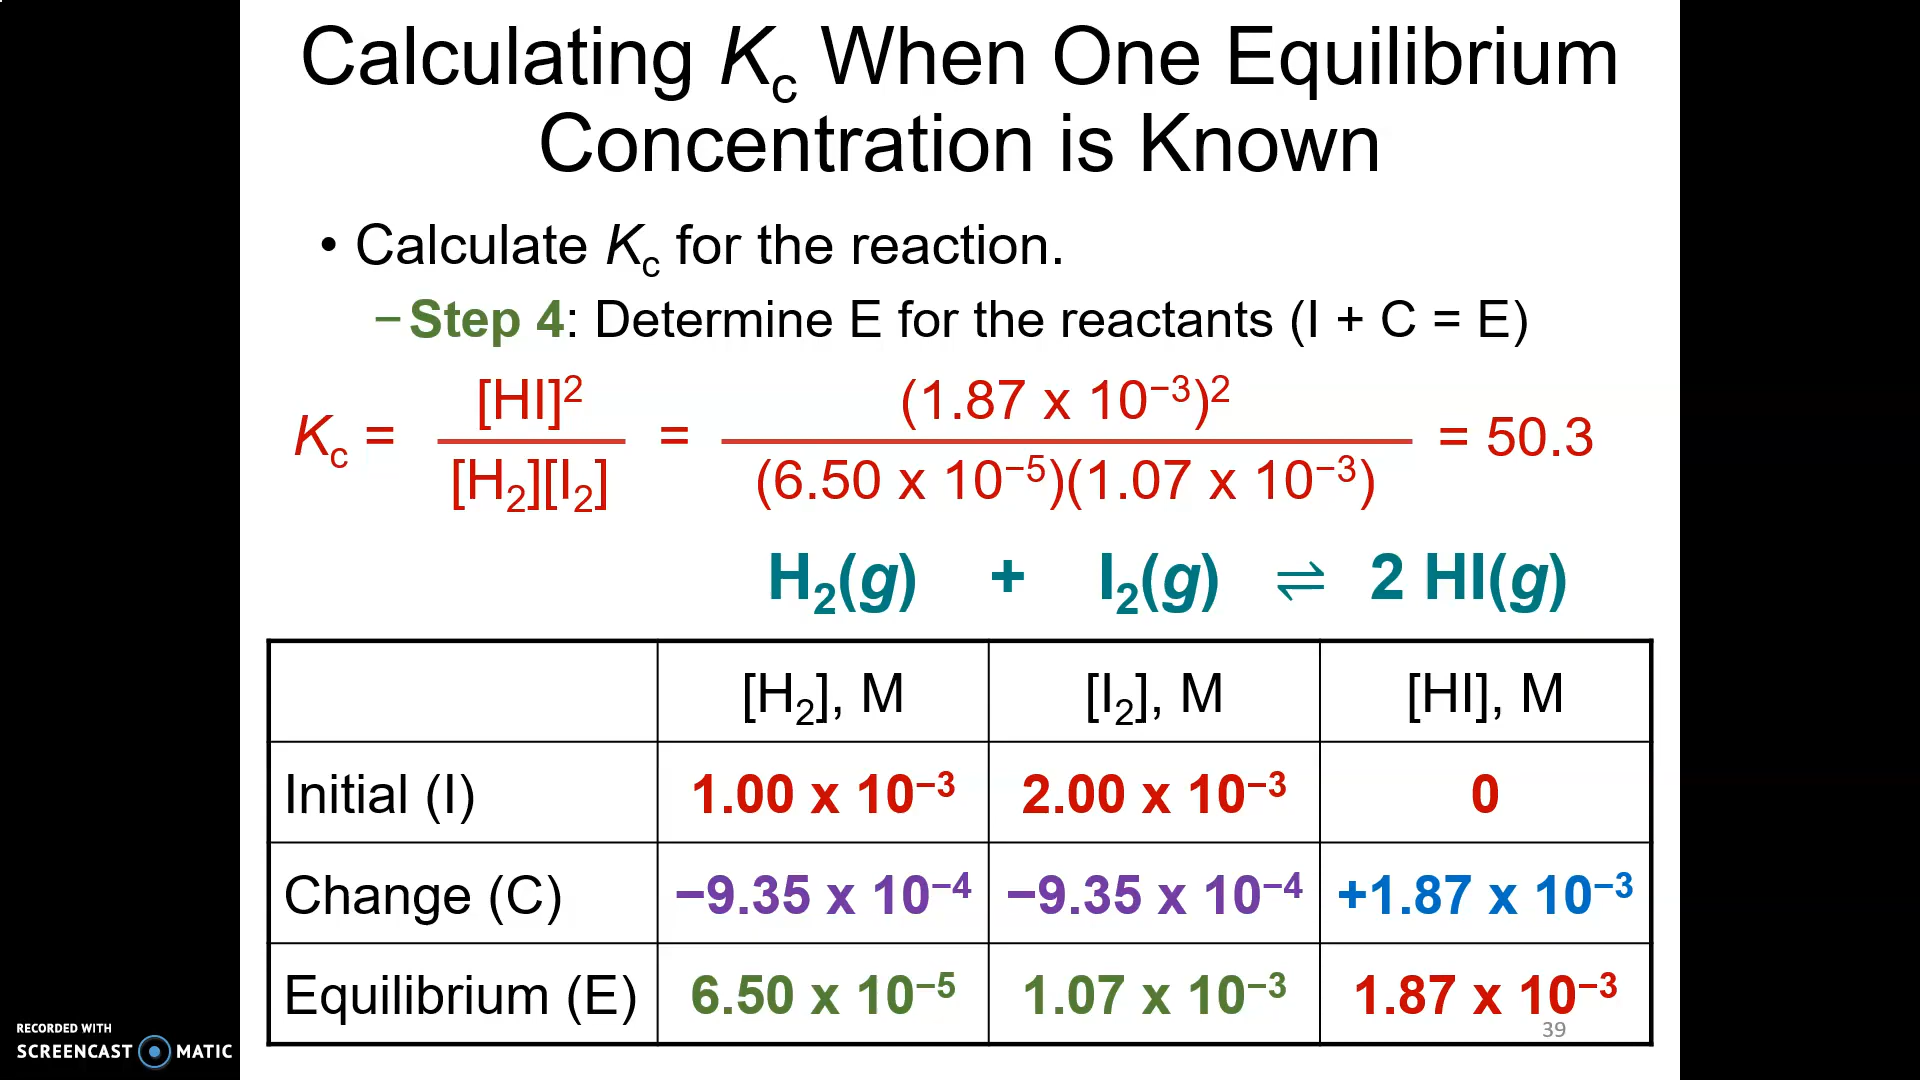 Calculating Kc When One Equilibrium
Concentration is Known
• Calculate Kc for the reaction.
– Step 4: Determine E for the reactants (I + C = E)
Kc = [HI]² / [H₂][I₂] = (1.87 x 10⁻³)² / (6.50 x 10⁻⁵)(1.07 x 10⁻³) = 50.3
H₂(g) + I₂(g) ⇌ 2 HI(g)
[H₂], M [I₂], M [HI], M
Initial (I) 1.00 x 10⁻³ 2.00 x 10⁻³ 0
Change (C) −9.35 x 10⁻⁴ −9.35 x 10⁻⁴ +1.87 x 10⁻³
Equilibrium (E) 6.50 x 10⁻⁵ 1.07 x 10⁻³ 1.87 x 10⁻³
39
RECORDED WITH
SCREENCAST MATIC